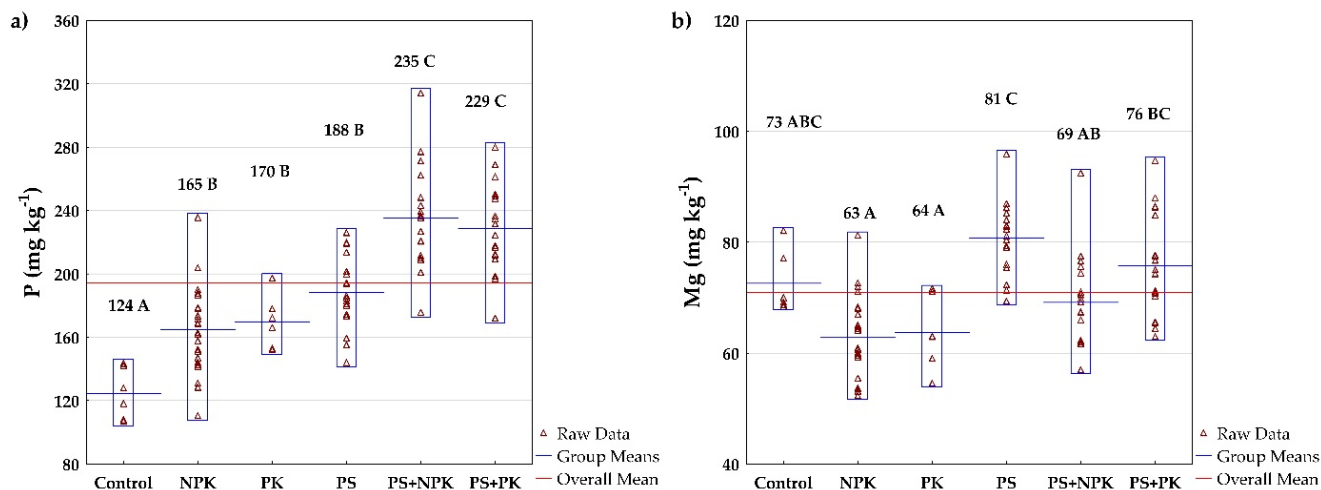 a)
P (mg kg⁻¹)
360
320
280
240
200
160
120
80
124 A
165 B
170 B
188 B
235 C
229 C
Control NPK PK PS PS+NPK PS+PK
Raw Data
Group Means
Overall Mean
b)
Mg (mg kg⁻¹)
120
100
80
60
40
73 ABC
63 A
64 A
81 C
69 AB
76 BC
Control NPK PK PS PS+NPK PS+PK
Raw Data
Group Means
Overall Mean